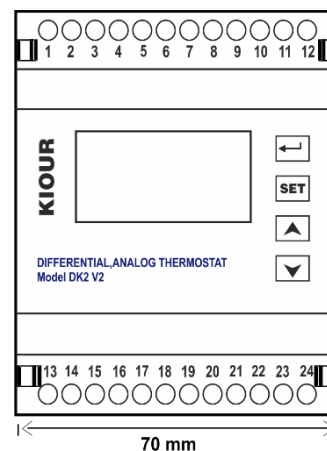 1 2 3 4 5 6 7 8 9 10 11 12
KIOUR
SET
DIFFERENTIAL,ANALOG THERMOSTAT
Model DK2 V2
13 14 15 16 17 18 19 20 21 22 23 24
70 mm